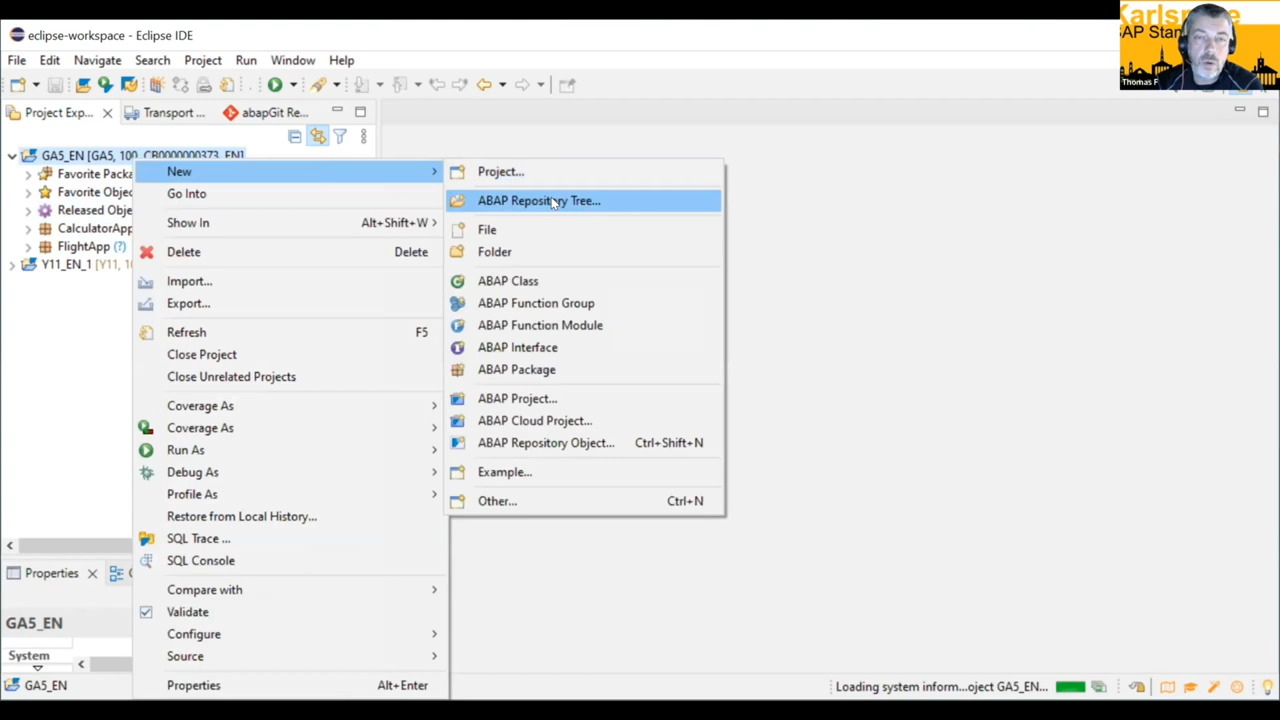 eclipse-workspace - Eclipse IDE
File Edit Navigate Search Project Run Window Help
Project Exp... Transport ... abapGit Re...
GA5_EN [GA5, 100, CB0000000373, EN]
Favorite Packa
Favorite Objec
Released Obje
CalculatorApp
FlightApp (?)
Y11_EN_1 [Y11, 10
New
Go Into
Show In Alt+Shift+W
Delete Delete
Import...
Export...
Refresh F5
Close Project
Close Unrelated Projects
Coverage As
Coverage As
Run As
Debug As
Profile As
Restore from Local History...
SQL Trace ...
SQL Console
Compare with
Validate
Configure
Source
Properties Alt+Enter
Project...
ABAP Repository Tree...
File
Folder
ABAP Class
ABAP Function Group
ABAP Function Module
ABAP Interface
ABAP Package
ABAP Project...
ABAP Cloud Project...
ABAP Repository Object... Ctrl+Shift+N
Example...
Other... Ctrl+N
Properties
GA5_EN
System
GA5_EN
Loading system inform...oject GA5_EN...
Karlsruhe
AP Stam
Thomas F